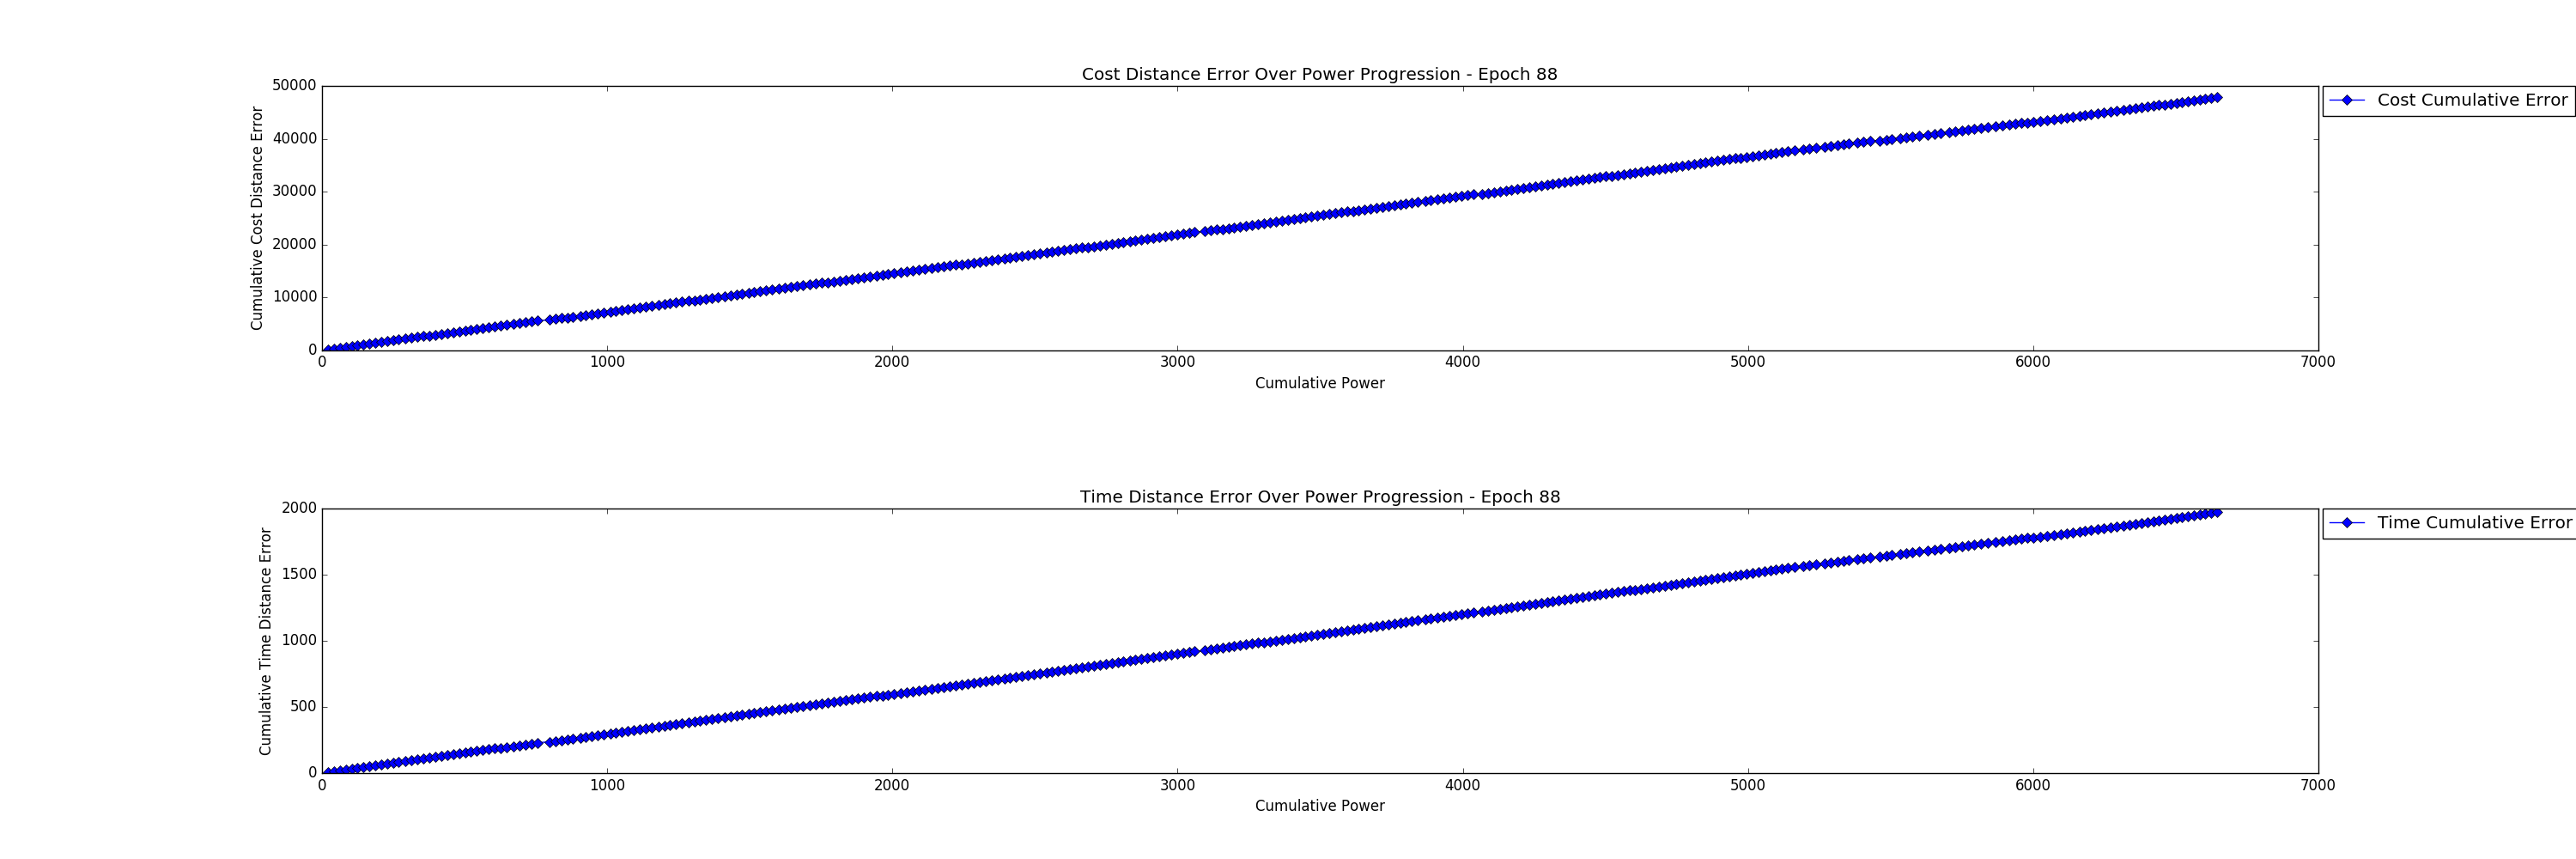 Cost Distance Error Over Power Progression - Epoch 88
50000
40000
30000
20000
10000
0
Cumulative Cost Distance Error
0 1000 2000 3000 4000 5000 6000 7000
Cumulative Power
Cost Cumulative Error
Time Distance Error Over Power Progression - Epoch 88
2000
1500
1000
500
0
Cumulative Time Distance Error
0 1000 2000 3000 4000 5000 6000 7000
Cumulative Power
Time Cumulative Error